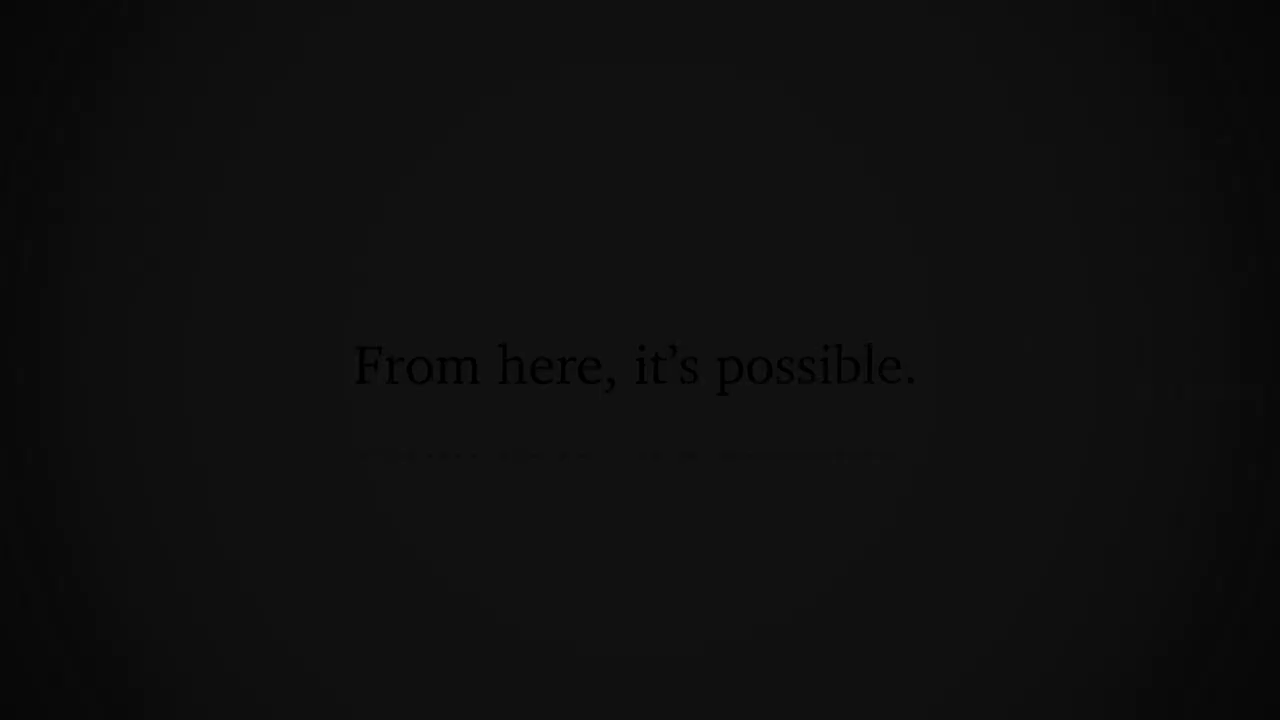 From here, it’s possible.